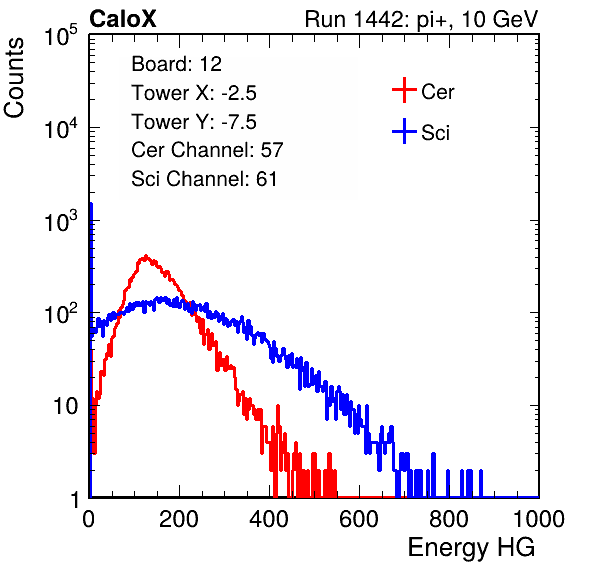 CaloX Run 1442: pi+, 10 GeV
Counts
Board: 12
Tower X: -2.5
Tower Y: -7.5
Cer Channel: 57
Sci Channel: 61
Cer
Sci
10^5
10^4
10^3
10^2
10
1
0 200 400 600 800 1000
Energy HG